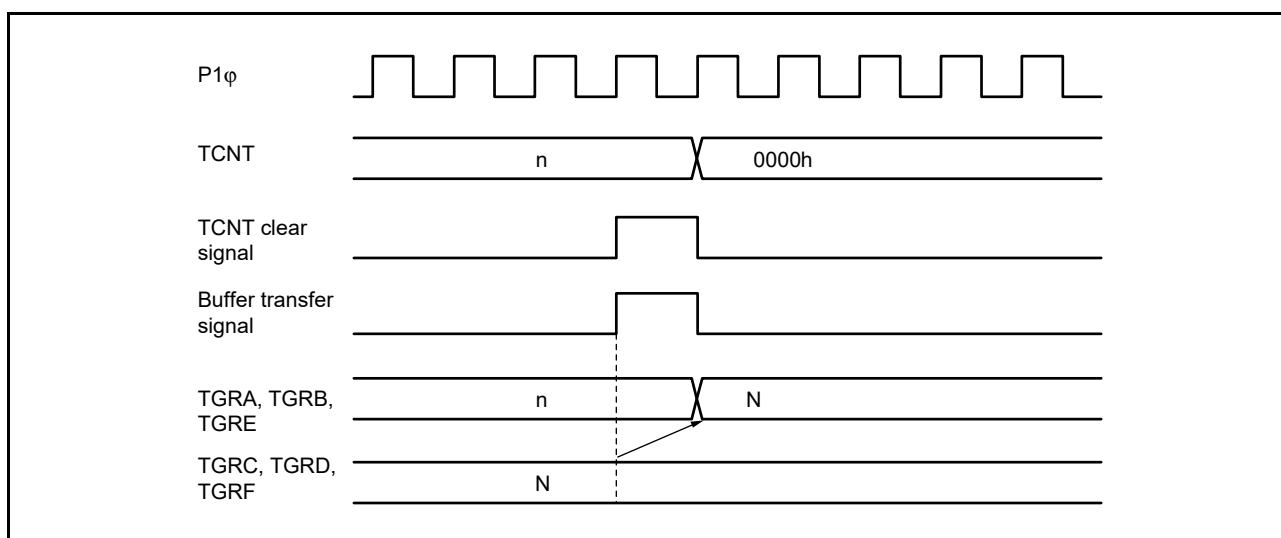 P1φ
TCNT
n
0000h
TCNT clear
signal
Buffer transfer
signal
TGRA, TGRB,
TGRE
n
N
TGRC, TGRD,
TGRF
N